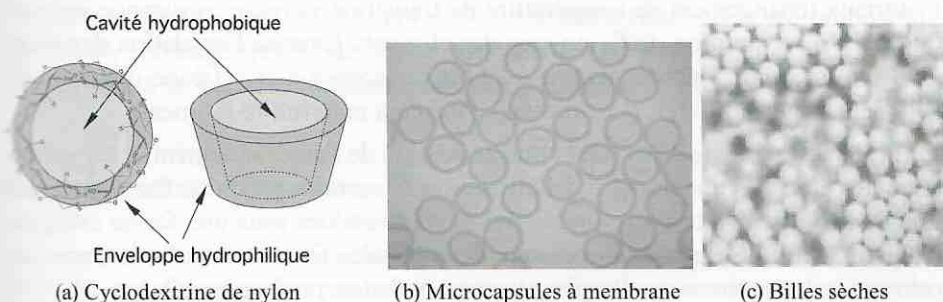 Cavité hydrophobique
Enveloppe hydrophilique
(a) Cyclodextrine de nylon
(b) Microcapsules à membrane
(c) Billes sèches